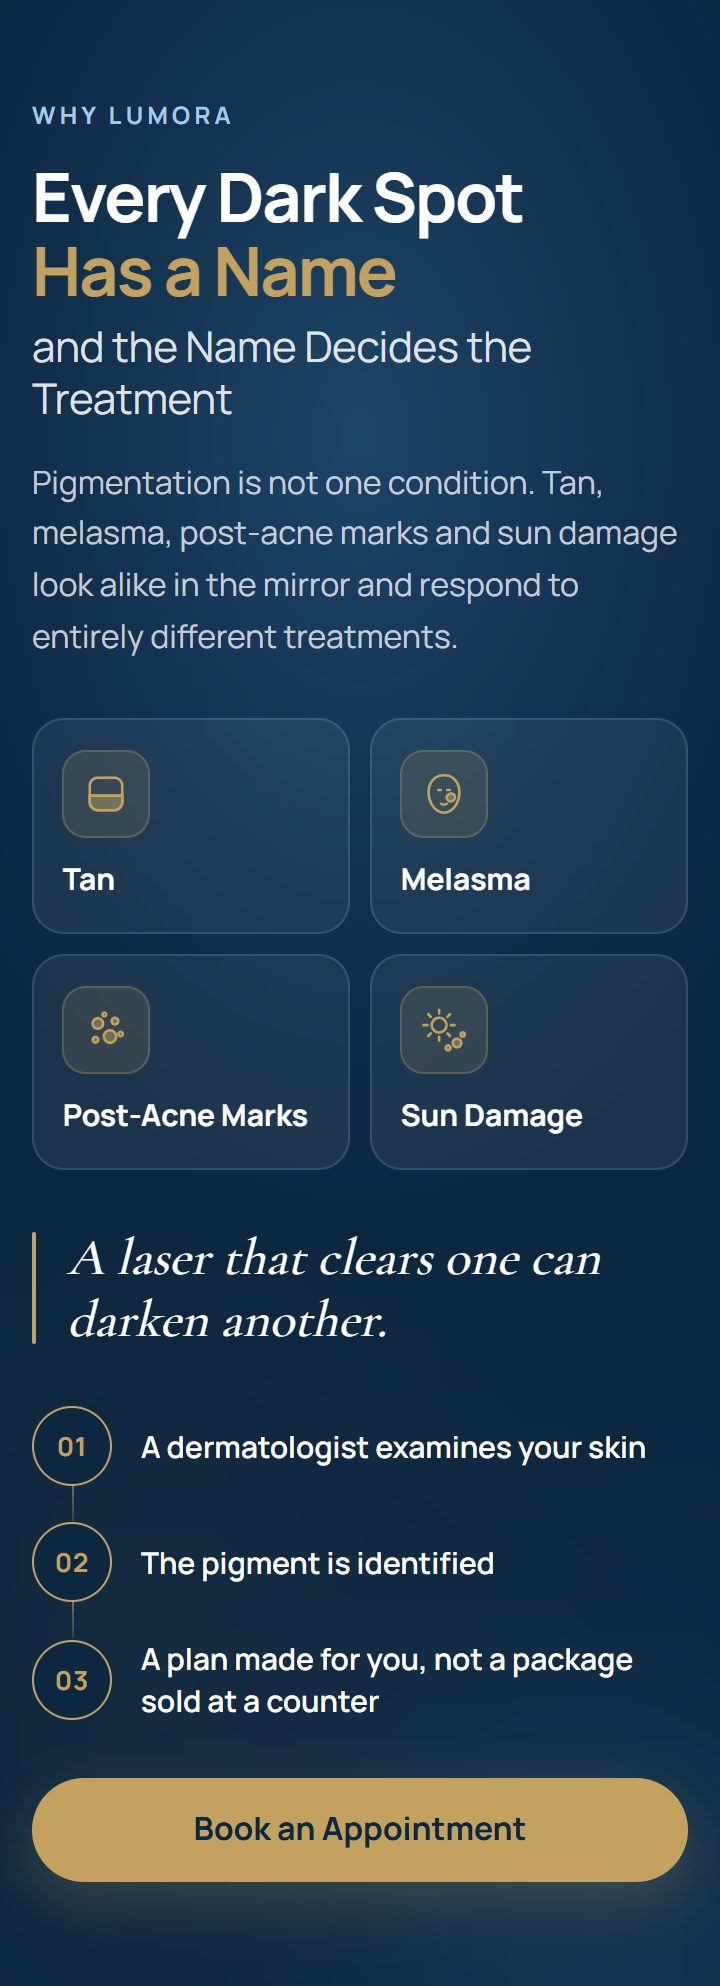 WHY LUMORA
Every Dark Spot
Has a Name
and the Name Decides the
Treatment
Pigmentation is not one condition. Tan,
melasma, post-acne marks and sun damage
look alike in the mirror and respond to
entirely different treatments.
Tan
Melasma
Post-Acne Marks
Sun Damage
A laser that clears one can
darken another.
01
A dermatologist examines your skin
02
The pigment is identified
03
A plan made for you, not a package
sold at a counter
Book an Appointment